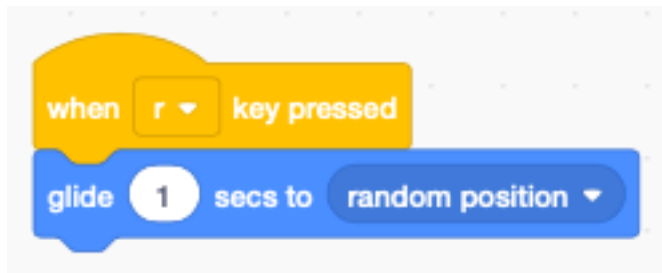 when r key pressed
glide 1 secs to random position